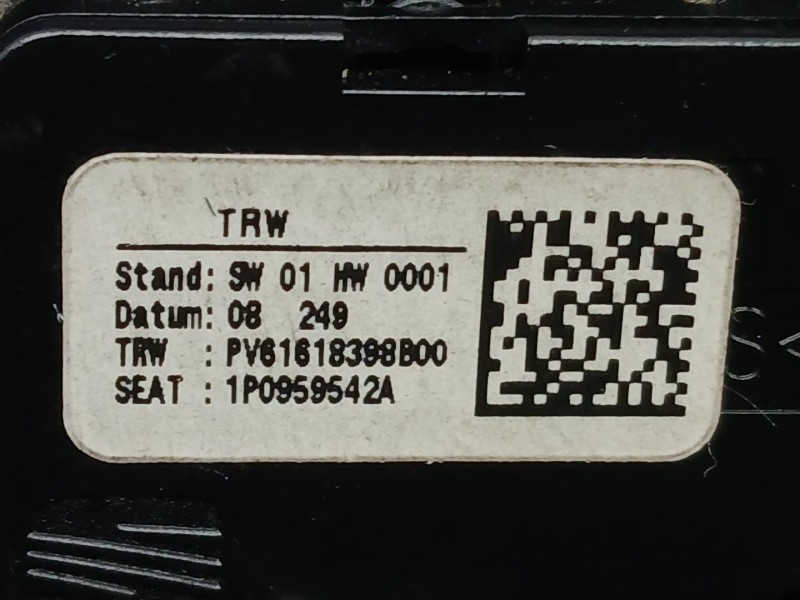 TRW
Stand: SW 01 HW 0001
Datum: 08 249
TRW : PV61618398B00
SEAT : 1P0959542A